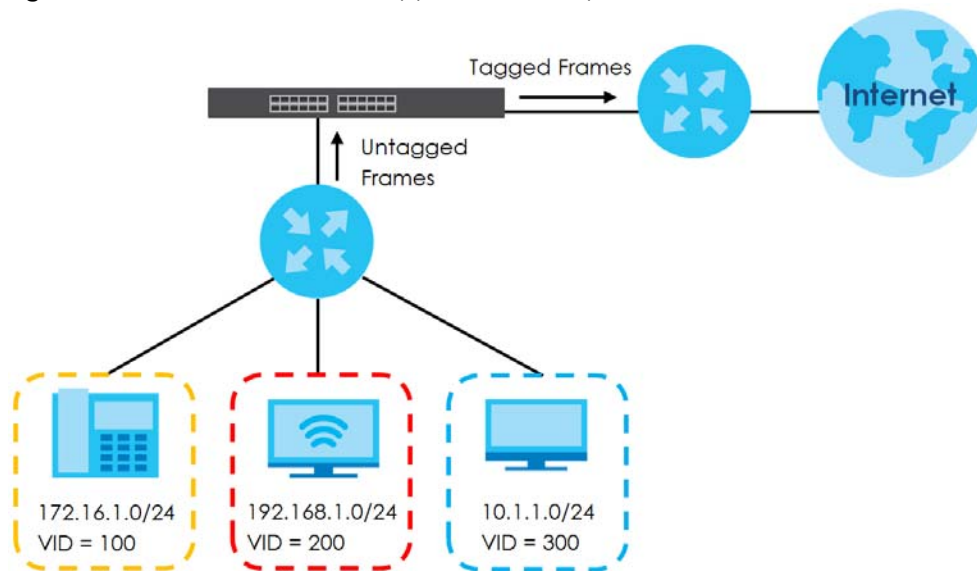 Tagged Frames
Internet
Untagged
Frames
172.16.1.0/24
VID = 100
192.168.1.0/24
VID = 200
10.1.1.0/24
VID = 300